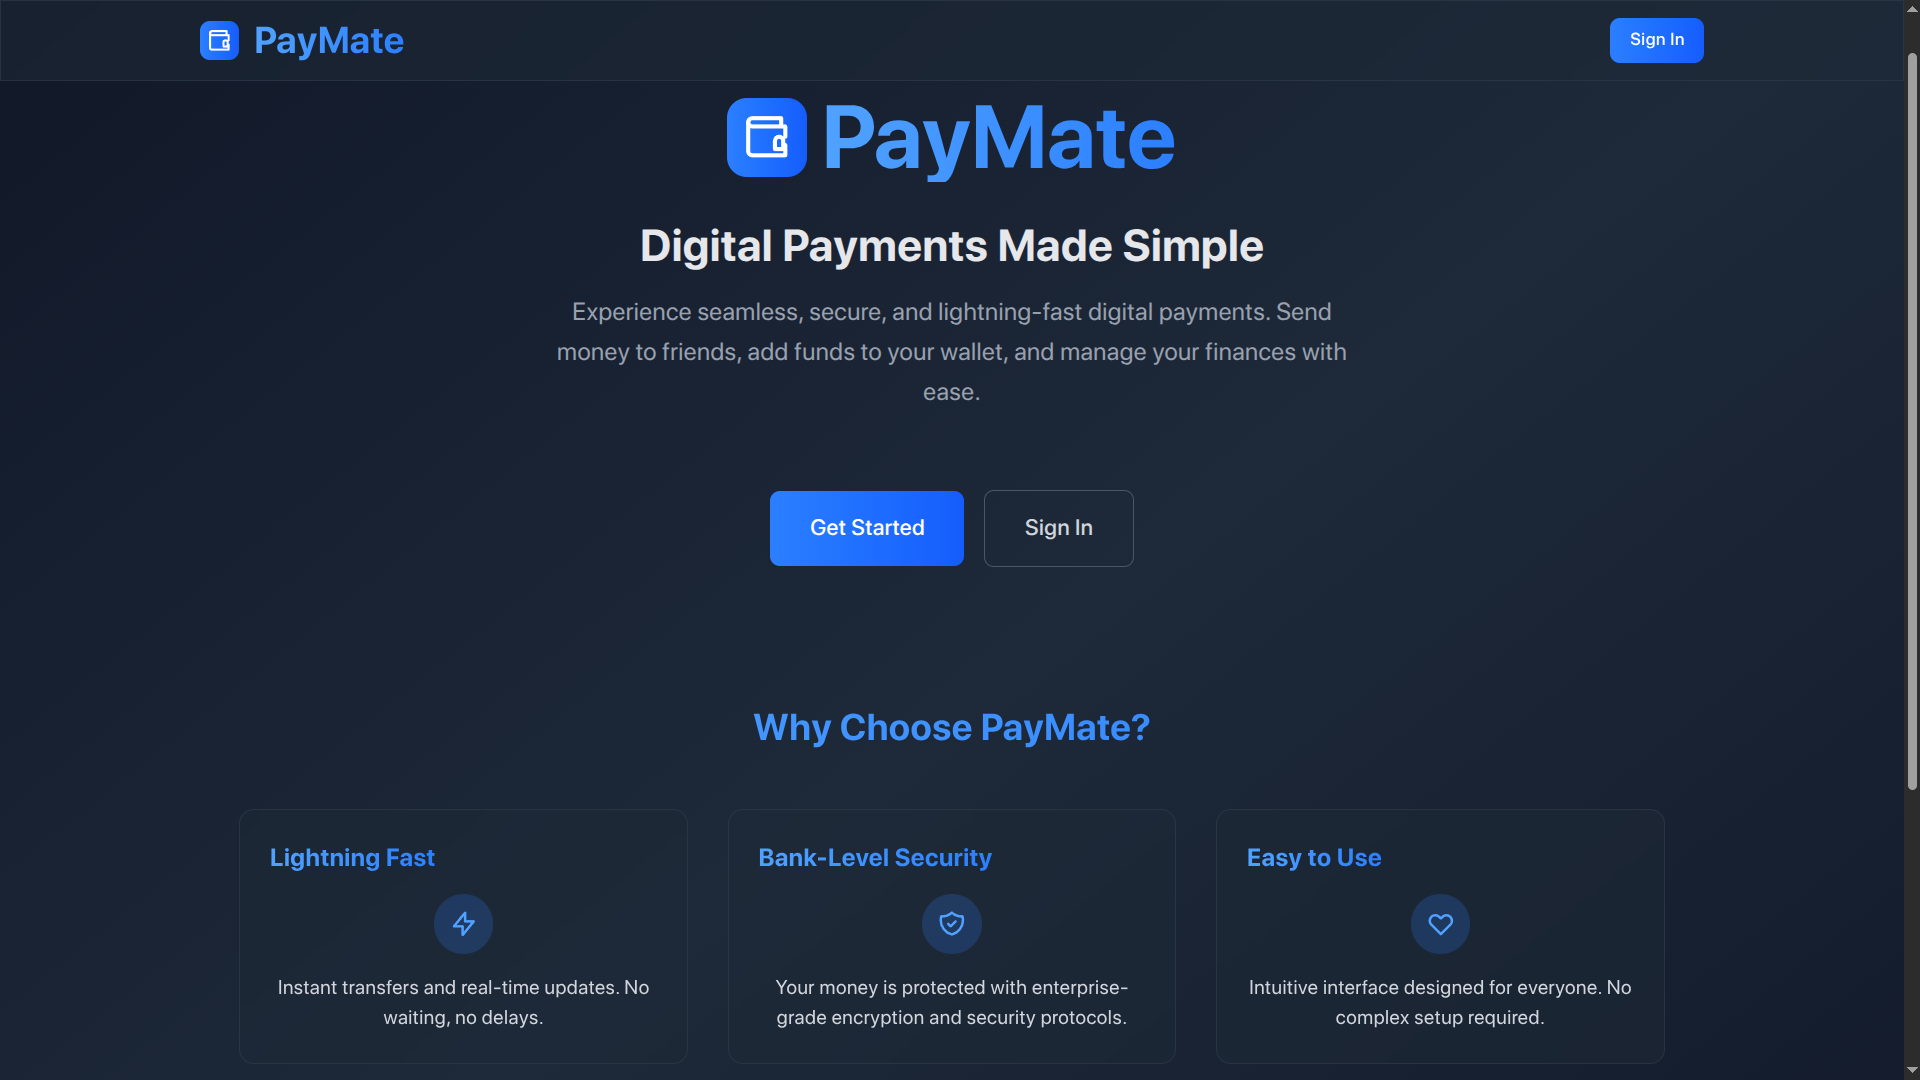 PayMate
Sign In
PayMate
Digital Payments Made Simple
Experience seamless, secure, and lightning-fast digital payments. Send
money to friends, add funds to your wallet, and manage your finances with
ease.
Get Started
Sign In
Why Choose PayMate?
Lightning Fast
Instant transfers and real-time updates. No
waiting, no delays.
Bank-Level Security
Your money is protected with enterprise-
grade encryption and security protocols.
Easy to Use
Intuitive interface designed for everyone. No
complex setup required.